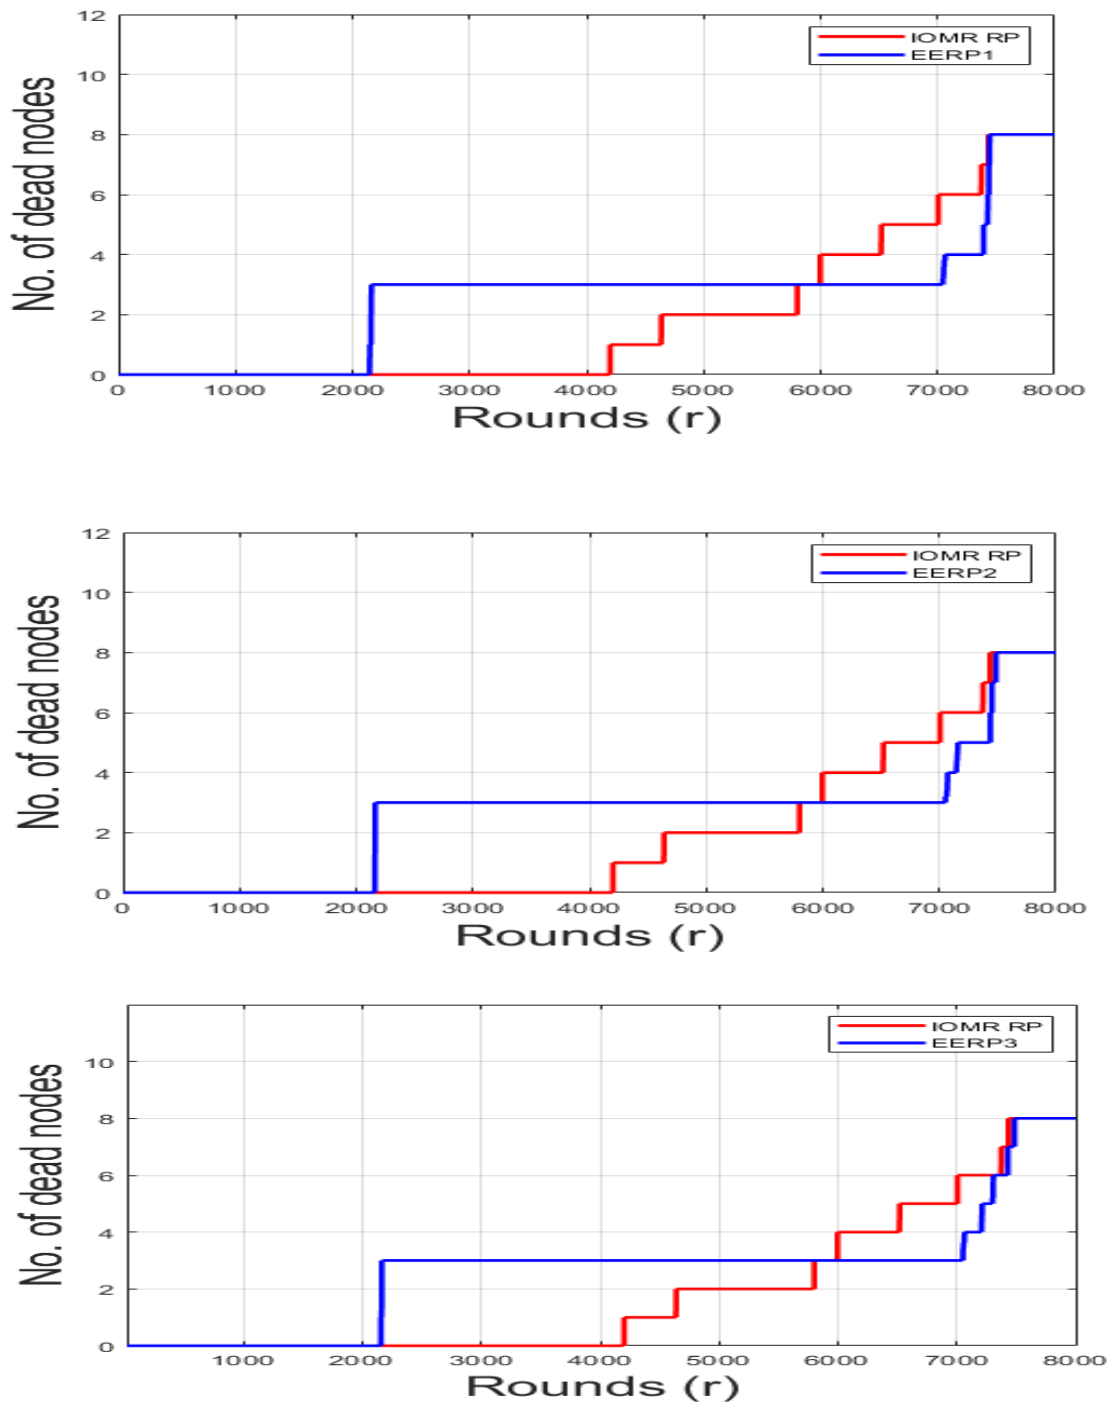 12
10
8
6
4
2
0
No. of dead nodes
IOMR RP
EERP1
0 1000 2000 3000 4000 5000 6000 7000 8000
Rounds (r)
12
10
8
6
4
2
0
No. of dead nodes
IOMR RP
EERP2
0 1000 2000 3000 4000 5000 6000 7000 8000
Rounds (r)
10
8
6
4
2
0
No. of dead nodes
IOMR RP
EERP3
1000 2000 3000 4000 5000 6000 7000 8000
Rounds (r)